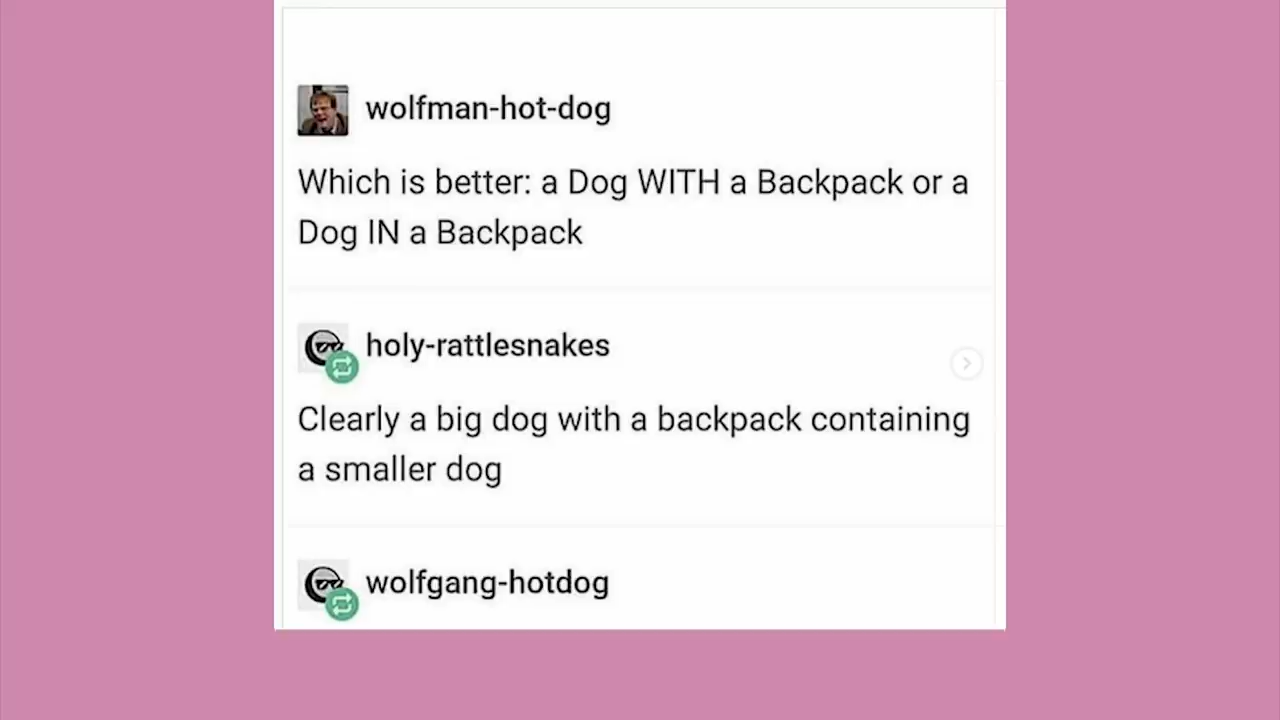 wolfman-hot-dog
Which is better: a Dog WITH a Backpack or a
Dog IN a Backpack
holy-rattlesnakes
Clearly a big dog with a backpack containing
a smaller dog
wolfgang-hotdog